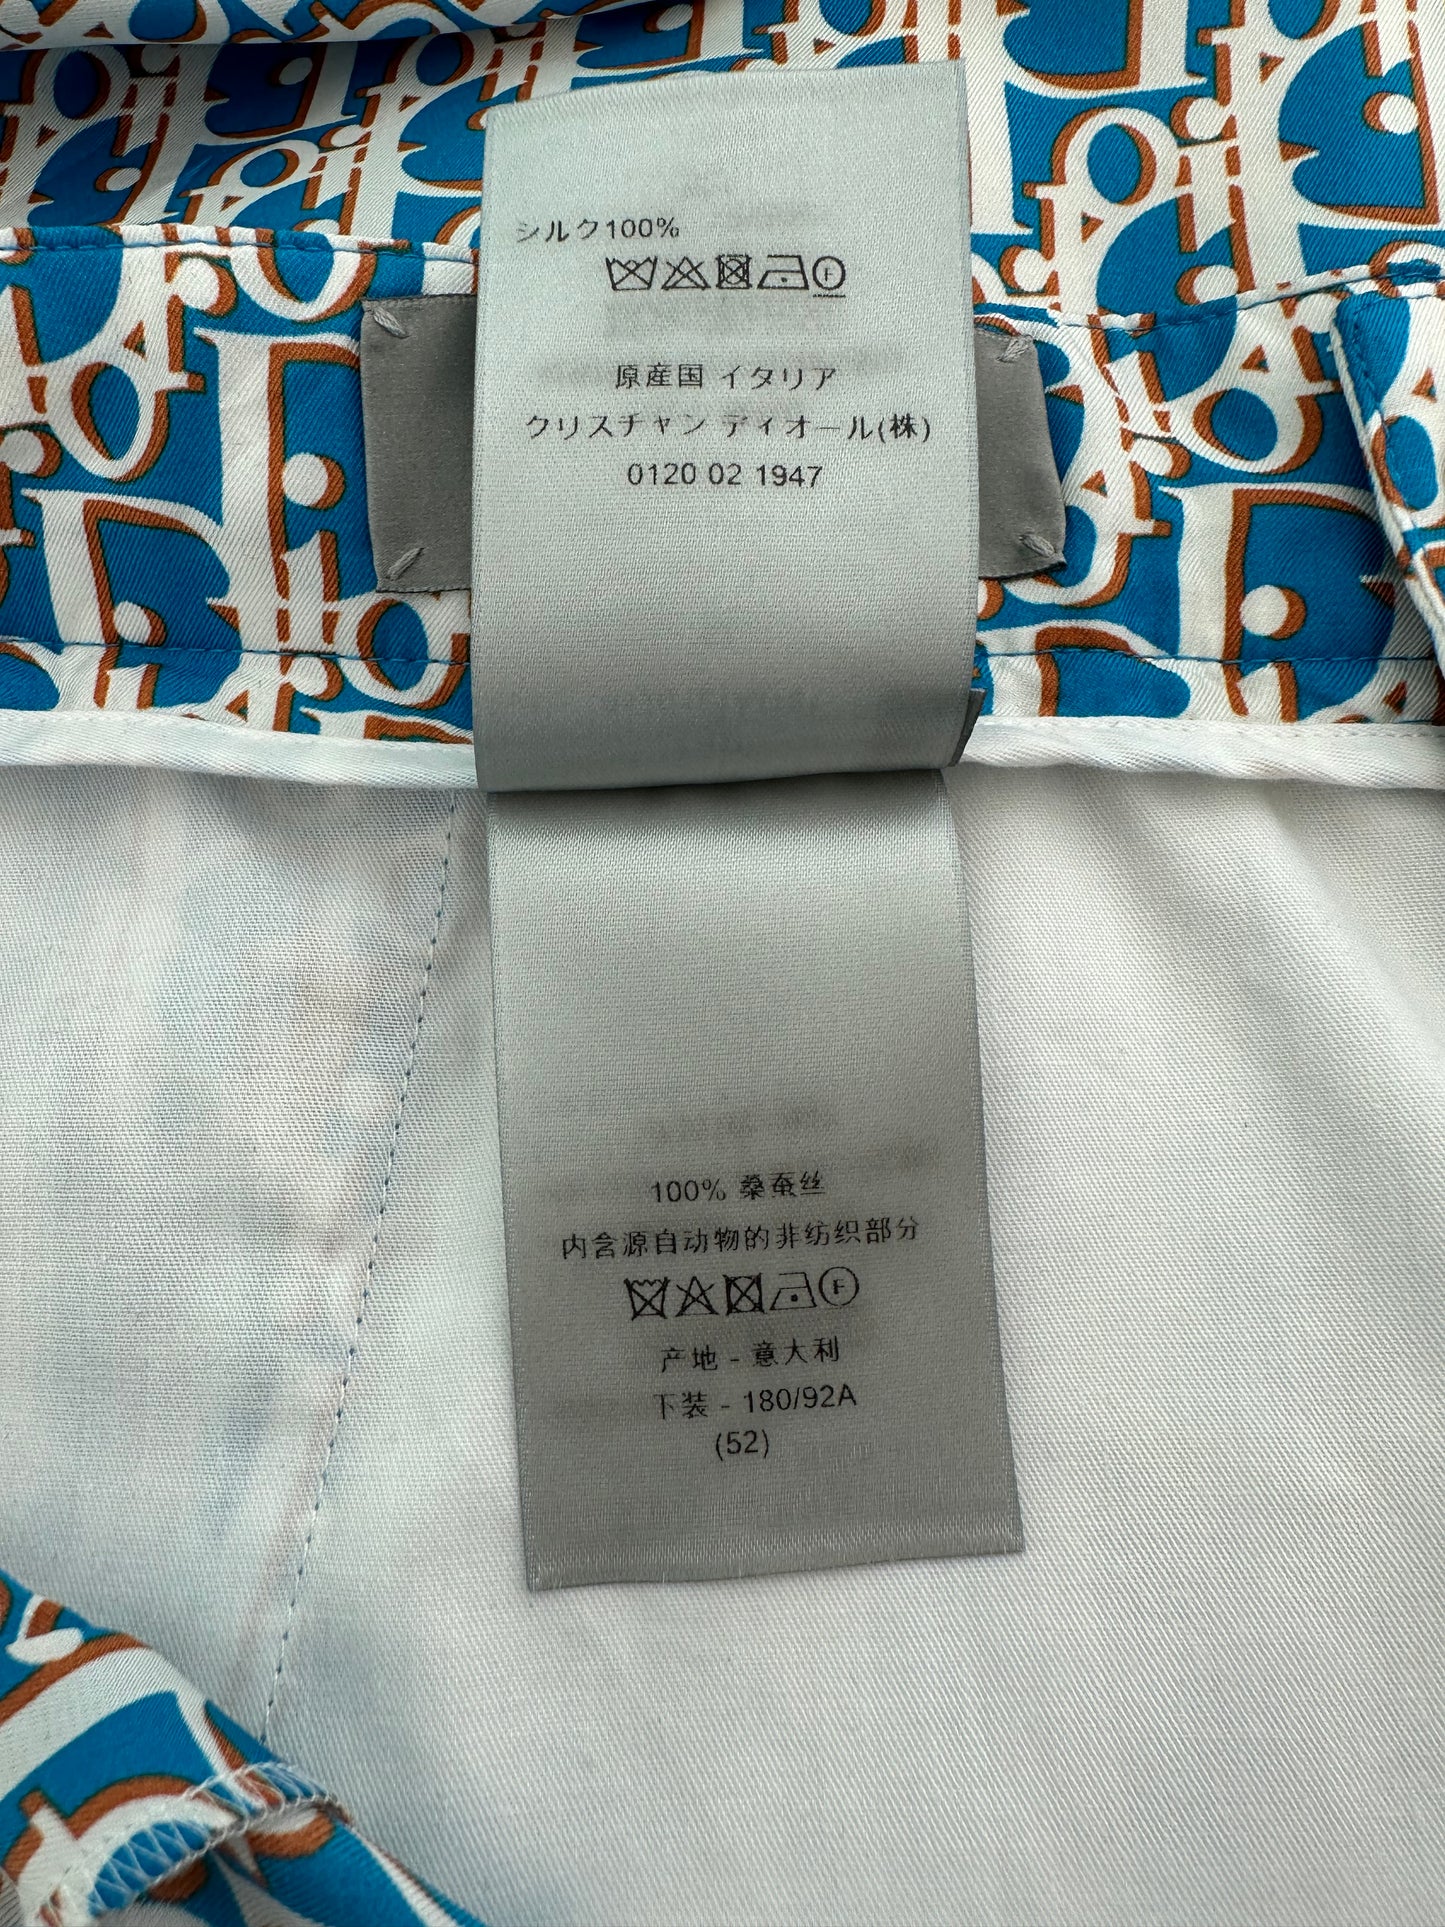 シルク100%
F
原産国 イタリア
クリスチャン ディオール(株)
0120 02 1947
100% 桑蚕丝
内含源自动物的非纺织部分
F
产地 - 意大利
下装 - 180/92A
(52)